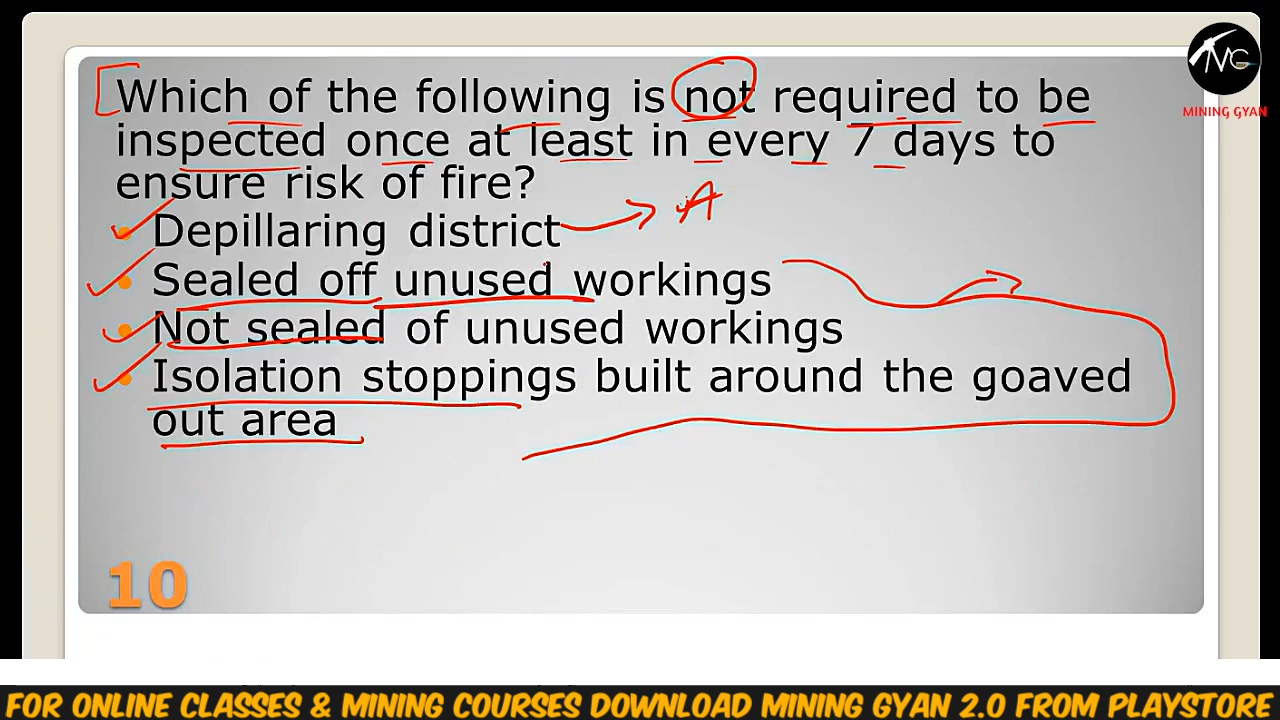 Which of the following is not required to be
inspected once at least in every 7 days to
ensure risk of fire?
Depillaring district
A
Sealed off unused workings
Not sealed of unused workings
Isolation stoppings built around the goaved
out area
10
MG
MINING GYAN
FOR ONLINE CLASSES & MINING COURSES DOWNLOAD MINING GYAN 2.0 FROM PLAYSTORE